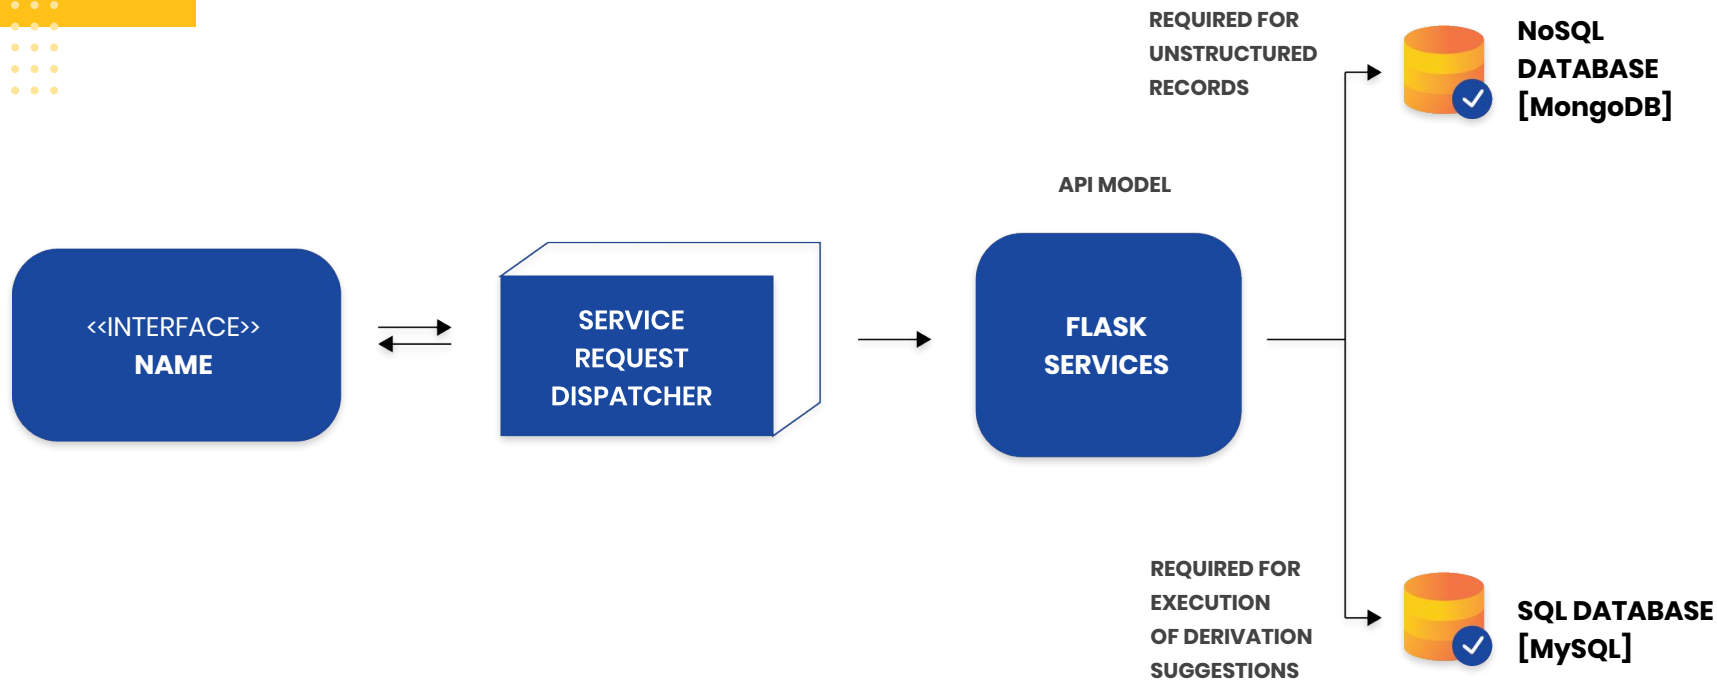 <<INTERFACE>>
NAME
SERVICE
REQUEST
DISPATCHER
API MODEL
FLASK
SERVICES
REQUIRED FOR
UNSTRUCTURED
RECORDS
NoSQL
DATABASE
[MongoDB]
REQUIRED FOR
EXECUTION
OF DERIVATION
SUGGESTIONS
SQL DATABASE
[MySQL]